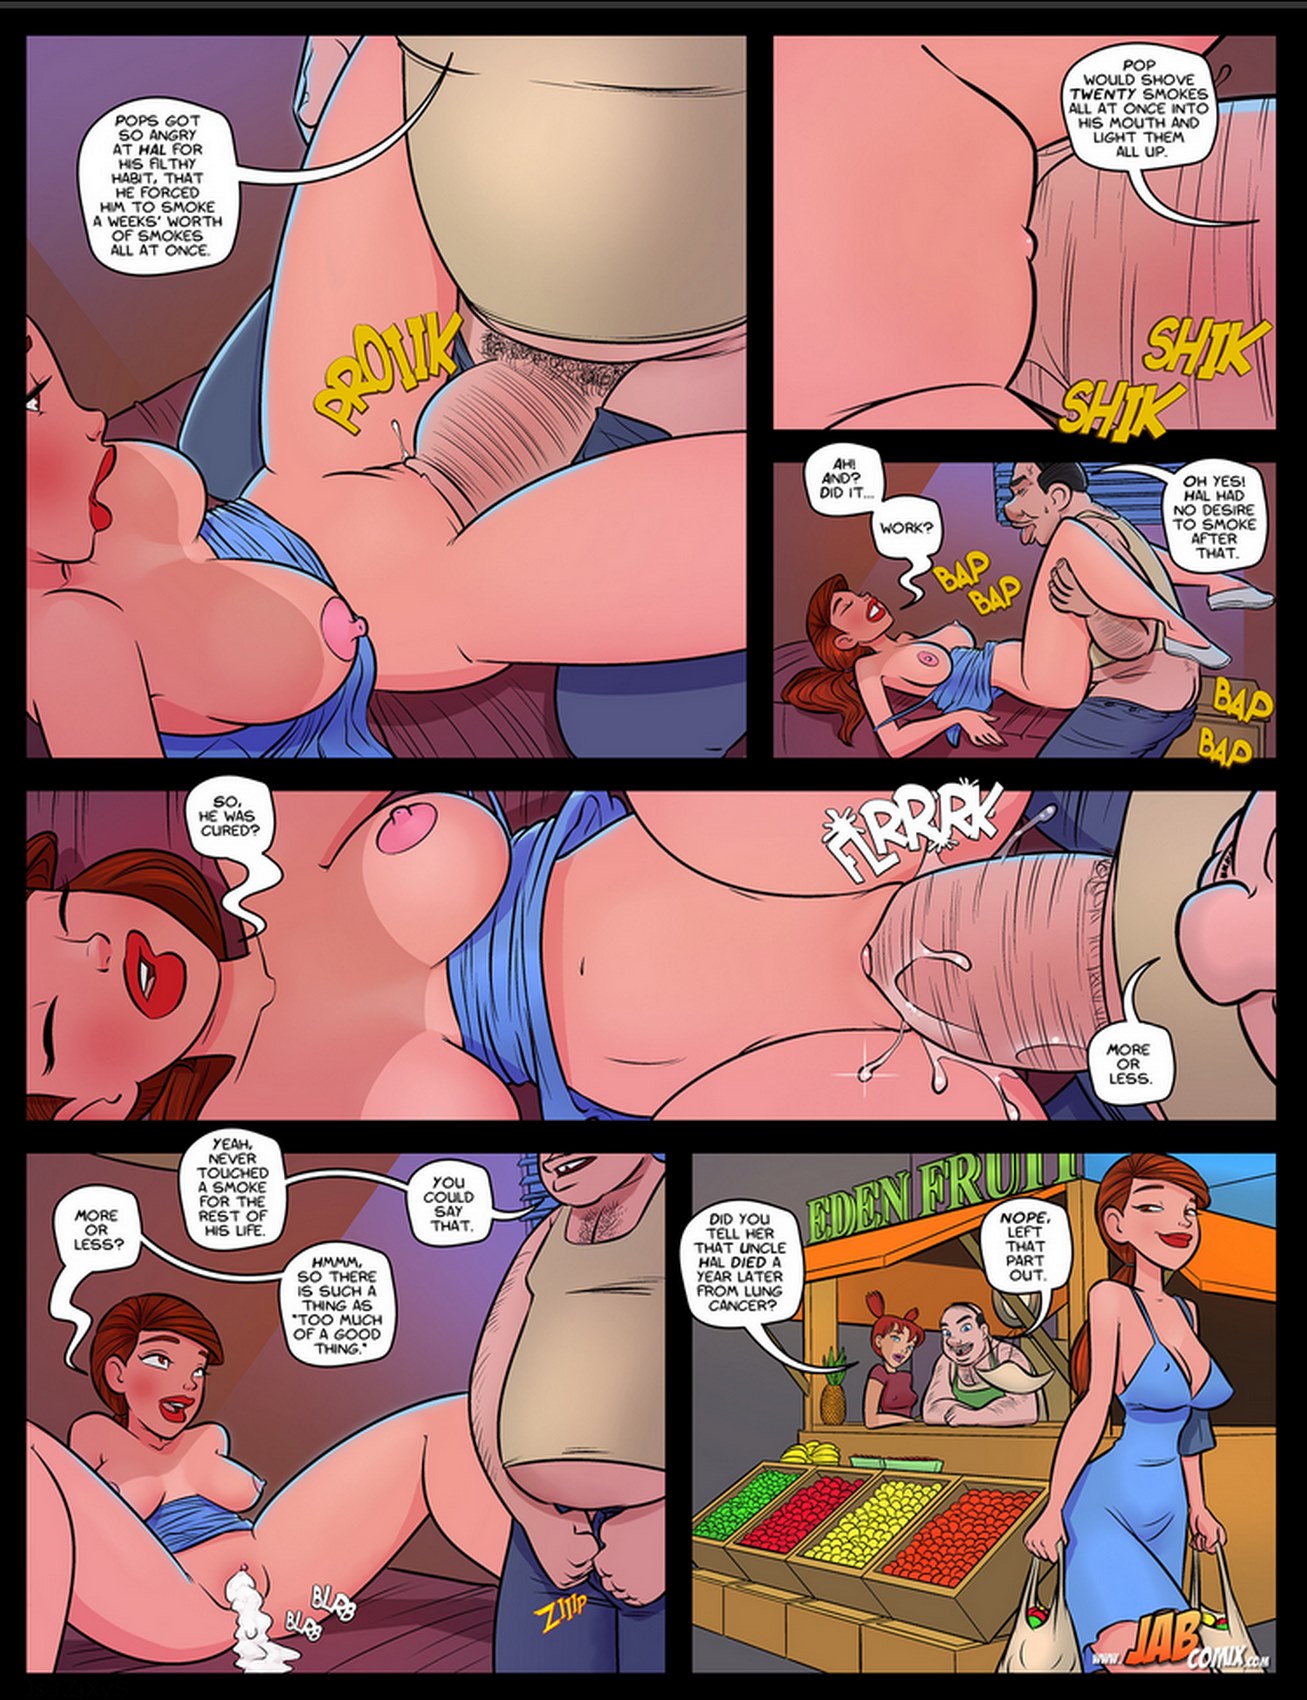 POPS GOT
SO ANGRY
AT HAL FOR
HIS FILTHY
HABIT, THAT
HE FORCED
HIM TO SMOKE
A WEEKS' WORTH
OF SMOKES
ALL AT ONCE.
PROIIK
POP
WOULD SHOVE
TWENTY SMOKES
ALL AT ONCE INTO
HIS MOUTH AND
LIGHT THEM
ALL UP.
SHIK
SHIK
AH!
AND?
DID IT...
WORK?
OH YES!
HAL HAD
NO DESIRE
TO SMOKE
AFTER
THAT.
BAP
BAP
BAP
BAP
SO,
HE WAS
CURED?
FLRRRK
MORE
OR
LESS.
MORE
OR
LESS?
YEAH,
NEVER
TOUCHED
A SMOKE
FOR THE
REST OF
HIS LIFE.
HMMM,
SO THERE
IS SUCH A
THING AS
"TOO MUCH
OF A GOOD
THING."
YOU
COULD
SAY
THAT.
BLRB
BLRB
ZIIIP
EDEN FRUIT
DID YOU
TELL HER
THAT UNCLE
HAL DIED A
YEAR LATER
FROM LUNG
CANCER?
NOPE,
LEFT
THAT
PART
OUT.
WWW.JABCOMIX.COM